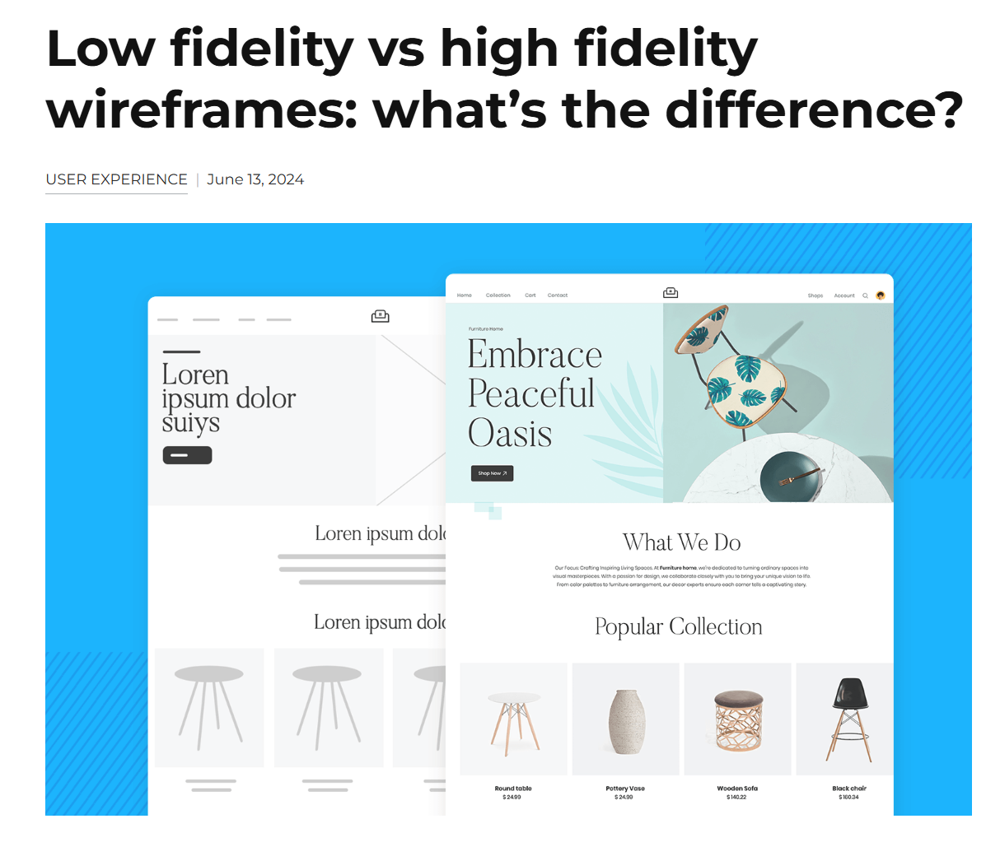 Low fidelity vs high fidelity
wireframes: what's the difference?
USER EXPERIENCE | June 13, 2024
Loren
ipsum dolor
suiys
Loren ipsum dolo
Loren ipsum dolo
Home Collection Cart Contact
Shops Account
Furniture Home
Embrace
Peaceful
Oasis
Shop Now
What We Do
Our Focus: Crafting Inspiring Living Spaces. At Furniture home, we're dedicated to turning ordinary spaces into
visual masterpieces. With a passion for design, we collaborate closely with you to bring your unique vision to life.
From color palettes to furniture arrangement, our decor experts ensure each corner tells a captivating story.
Popular Collection
Round table
$ 24.99
Pottery Vase
$ 24.99
Wooden Sofa
$ 140.22
Black chair
$ 160.34